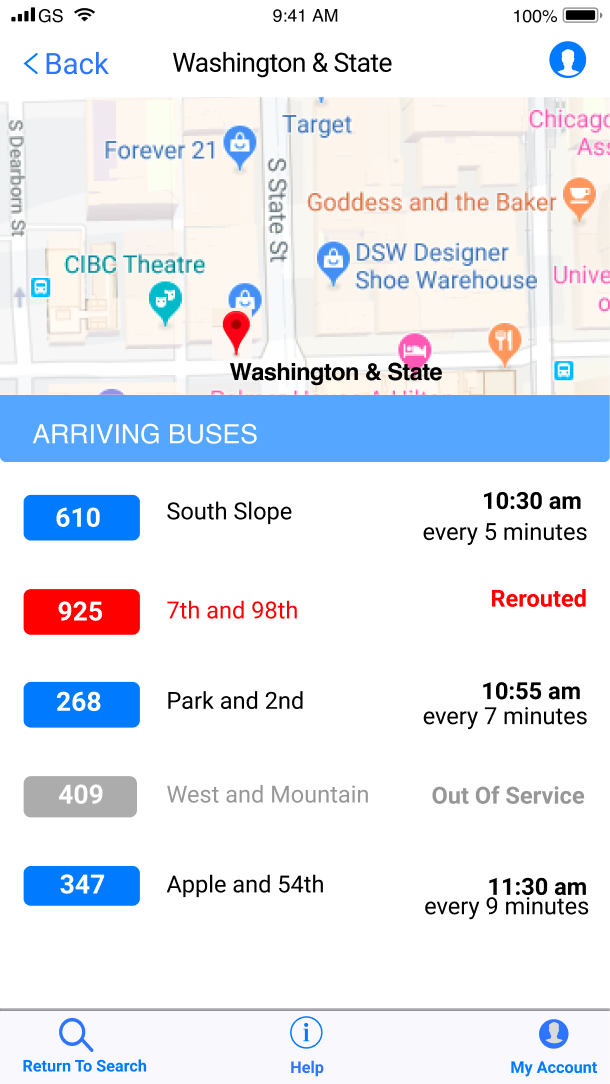 GS 9:41 AM 100%
Back Washington & State
S Dearborn St
Forever 21
Target
Chicago
Ass
S State St
Goddess and the Baker
CIBC Theatre
DSW Designer
Shoe Warehouse
Unive
o
Washington & State
ARRIVING BUSES
610 South Slope 10:30 am
every 5 minutes
925 7th and 98th Rerouted
268 Park and 2nd 10:55 am
every 7 minutes
409 West and Mountain Out Of Service
347 Apple and 54th 11:30 am
every 9 minutes
Return To Search Help My Account